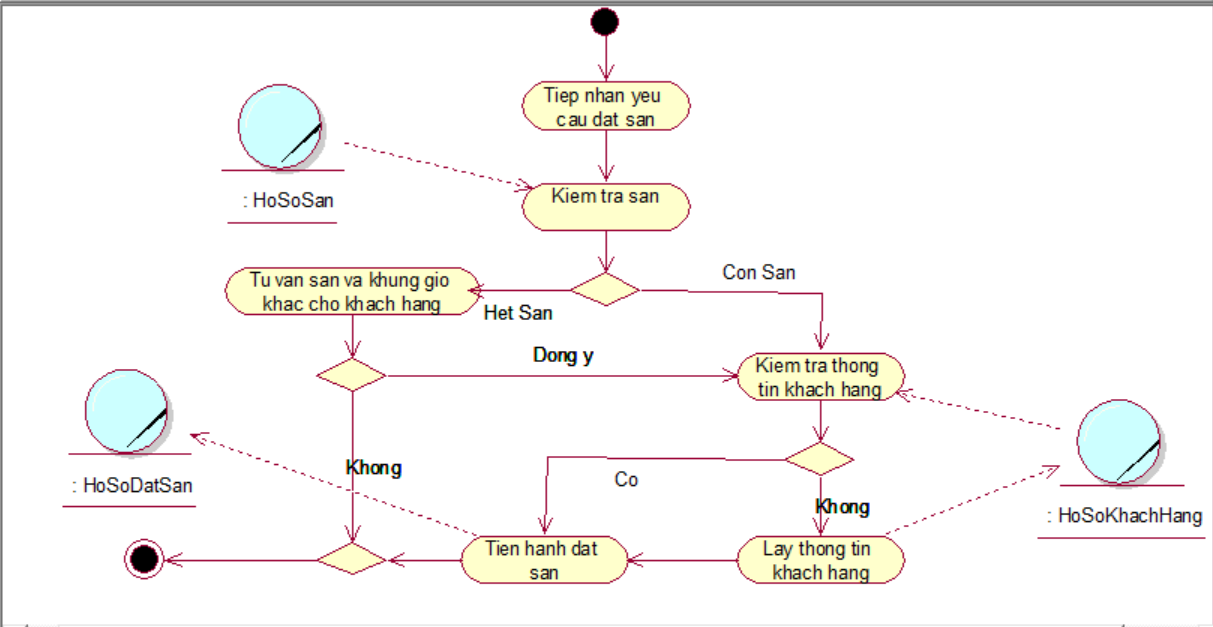 Tiep nhan yeu
cau dat san
Kiem tra san
: HoSoSan
Con San
Tu van san va khung gio
khac cho khach hang
Het San
Dong y
Kiem tra thong
tin khach hang
Khong
Co
: HoSoDatSan
Khong
: HoSoKhachHang
Tien hanh dat
san
Lay thong tin
khach hang